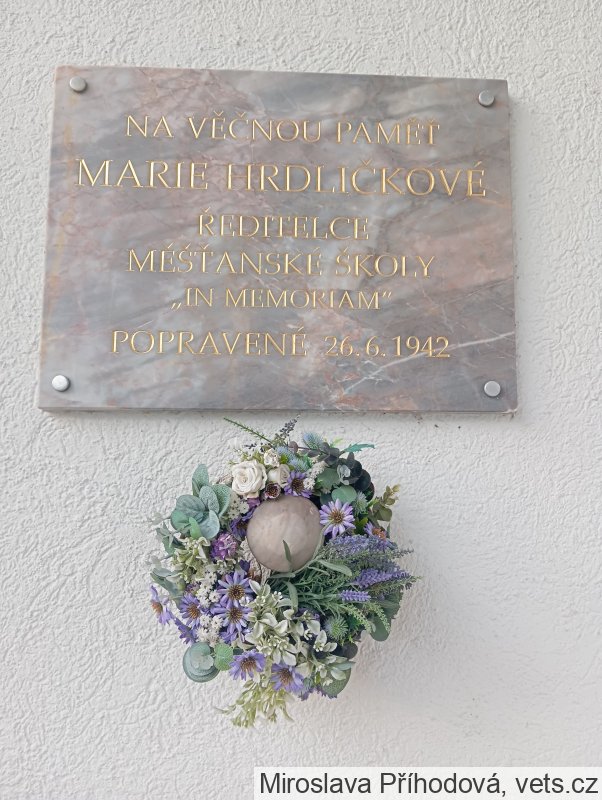 NA VĚČNOU PAMĚŤ
MARIE HRDLIČKOVÉ
ŘEDITELCE
MĚŠŤANSKÉ ŠKOLY
„IN MEMORIAM"
POPRAVENÉ 26.6.1942
Miroslava Příhodová, vets.cz